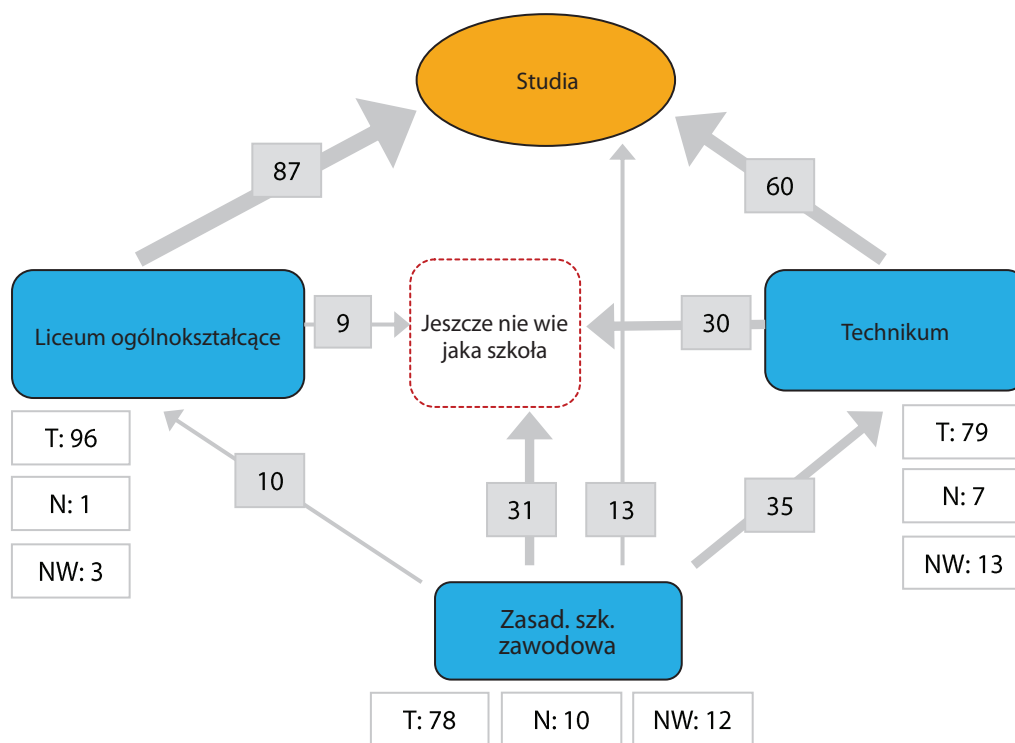 Studia
87
60
Liceum ogólnokształcące
9
Jeszcze nie wie
jaka szkoła
30
Technikum
T: 96
N: 1
NW: 3
10
31
13
35
T: 79
N: 7
NW: 13
Zasad. szk.
zawodowa
T: 78
N: 10
NW: 12